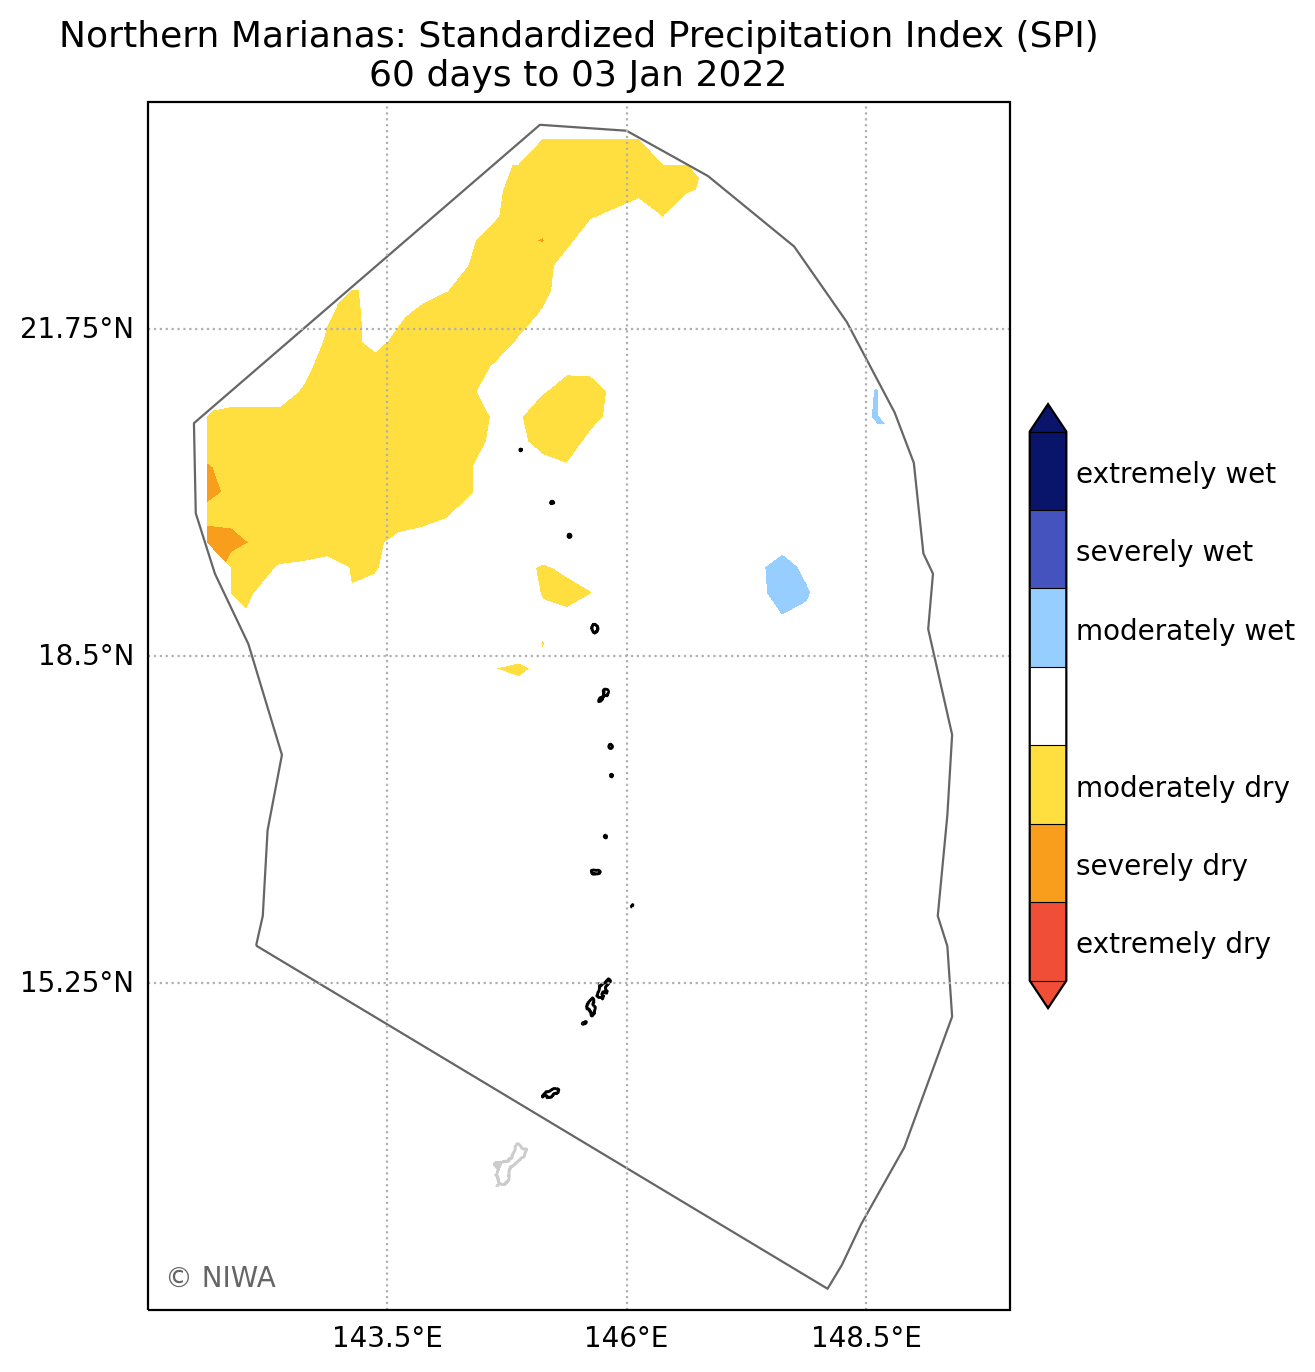 Northern Marianas: Standardized Precipitation Index (SPI)
60 days to 03 Jan 2022
21.75°N
18.5°N
15.25°N
143.5°E
146°E
148.5°E
extremely wet
severely wet
moderately wet
moderately dry
severely dry
extremely dry
© NIWA